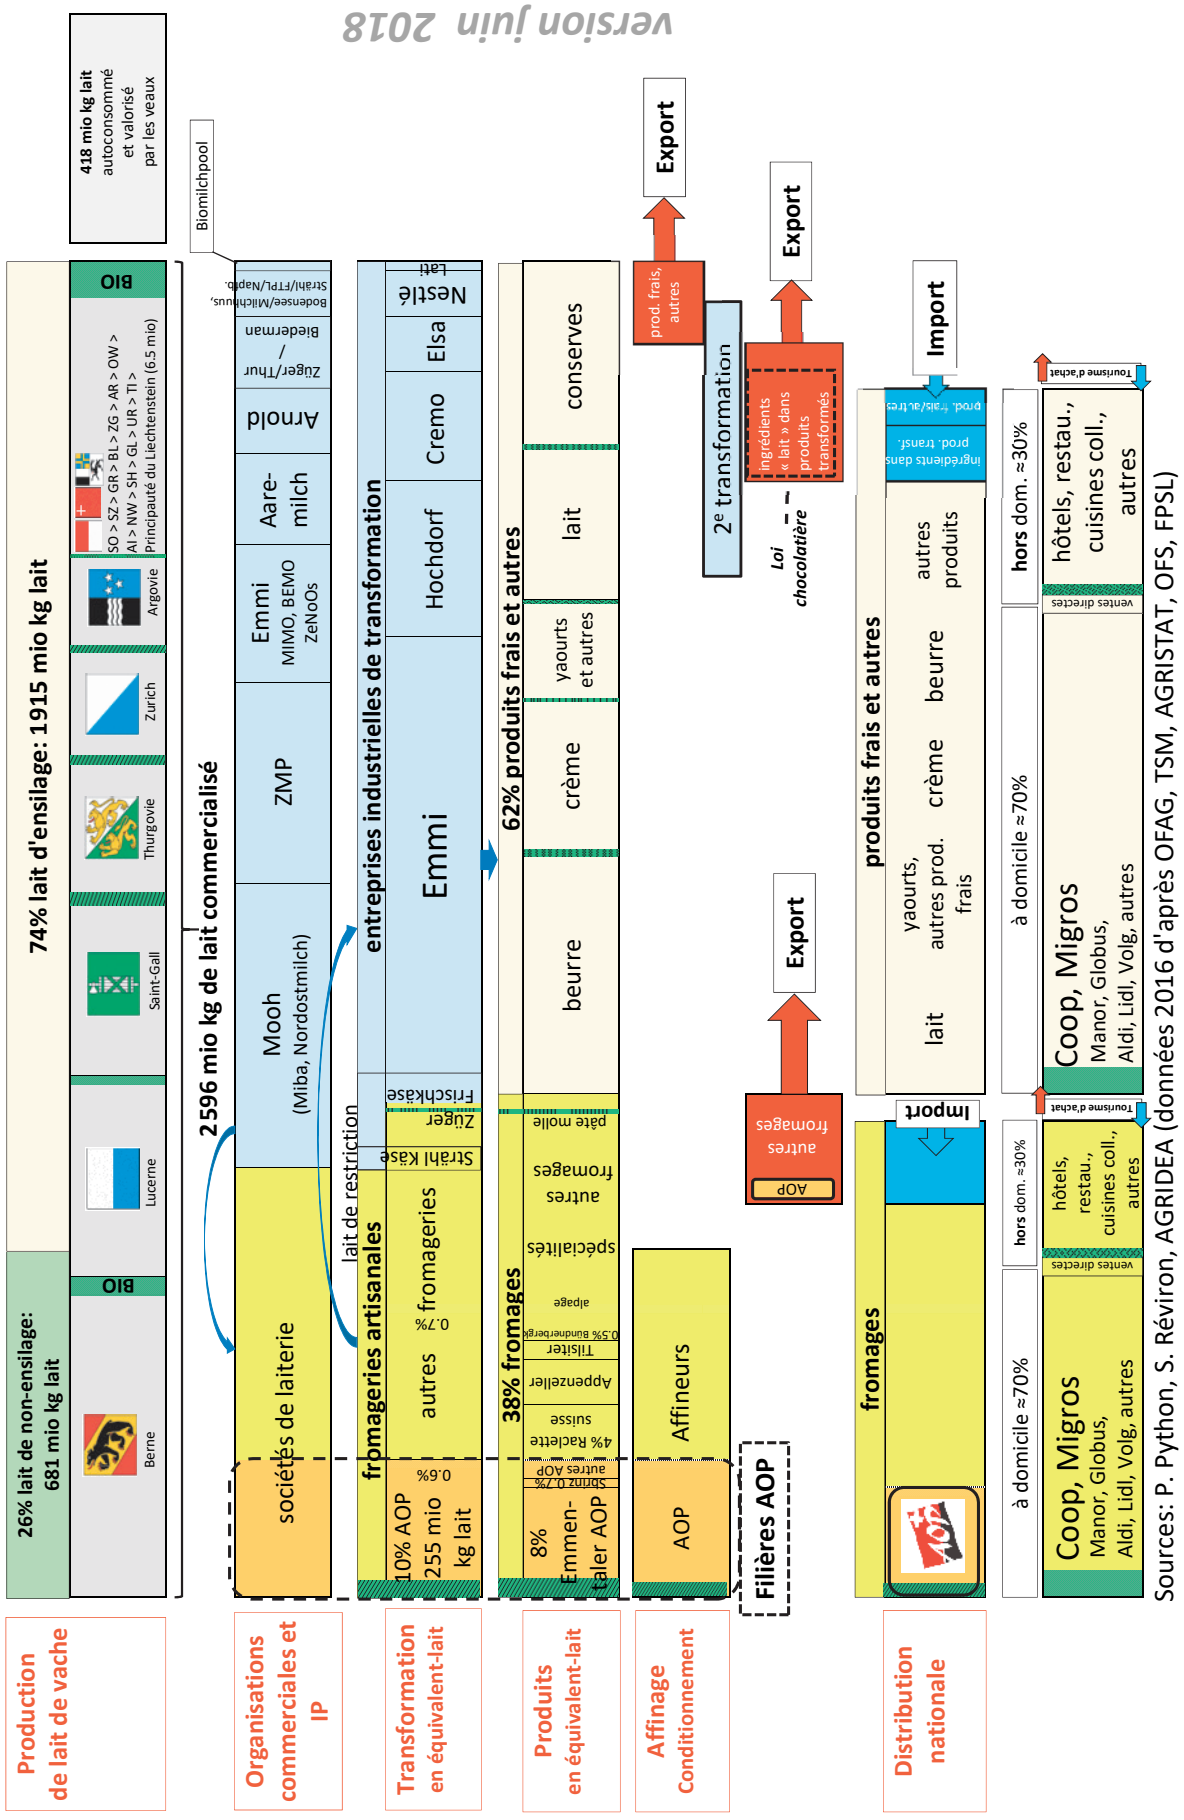 version juin 2018
Production
de lait de vache
26% lait de non-ensilage:
681 mio kg lait
74% lait d'ensilage: 1915 mio kg lait
Berne
BIO
Lucerne
Saint-Gall
Thurgovie
Zurich
Argovie
SO > SZ > GR > BL > ZG > AR > OW >
AI > NW > SH > GL > UR > TI >
Principauté du Liechtenstein (6.5 mio)
BIO
418 mio kg lait
autoconsommé
et valorisé
par les veaux
2596 mio kg de lait commercialisé
Organisations
commerciales et
IP
sociétés de laiterie
Mooh
(Miba, Nordostmilch)
ZMP
Emmi
MIMO, BEMO
ZeNoOs
Aare-
milch
Arnold
Züger/Thur
/
Biederman
Bodensee/Milchhuus,
Strähl/FTPL/Napfb.
Biomilchpool
lait de restriction
Transformation
en équivalent-lait
fromageries artisanales
entreprises industrielles de transformation
10% AOP
255 mio
kg lait
0.6%
autres
0.7%
fromageries
Strähl Käse
Züger
Frischkäse
Emmi
Hochdorf
Cremo
Elsa
Nestlé
Lati
Produits
en équivalent-lait
38% fromages
62% produits frais et autres
8%
Emmen-
taler AOP
Sbrinz 0.7%
autres AOP
4% Raclette
suisse
Appenzeller
Tilsiter
0.5% Bündnerbergk
alpage
spécialités
autres
fromages
pâte molle
beurre
crème
yaourts
et autres
lait
conserves
Affinage
Conditionnement
AOP
Affineurs
prod. frais,
autres
Export
2e transformation
Filières AOP
AOP
autres
fromages
Export
Loi
chocolatière
ingrédients
« lait » dans
produits
transformés
Export
Distribution
nationale
fromages
AOP
Import
produits frais et autres
lait
yaourts,
autres prod.
frais
crème
beurre
autres
produits
ingrédients dans
prod. transf.
prod. frais/autres
Import
à domicile ≈70%
hors dom. ≈30%
à domicile ≈70%
hors dom. ≈30%
Coop, Migros
Manor, Globus,
Aldi, Lidl, Volg, autres
ventes directes
hôtels,
restau.,
cuisines coll.,
autres
Tourisme d'achat
Coop, Migros
Manor, Globus,
Aldi, Lidl, Volg, autres
ventes directes
hôtels, restau.,
cuisines coll.,
autres
Tourisme d'achat
Sources: P. Python, S. Réviron, AGRIDEA (données 2016 d'après OFAG, TSM, AGRISTAT, OFS, FPSL)